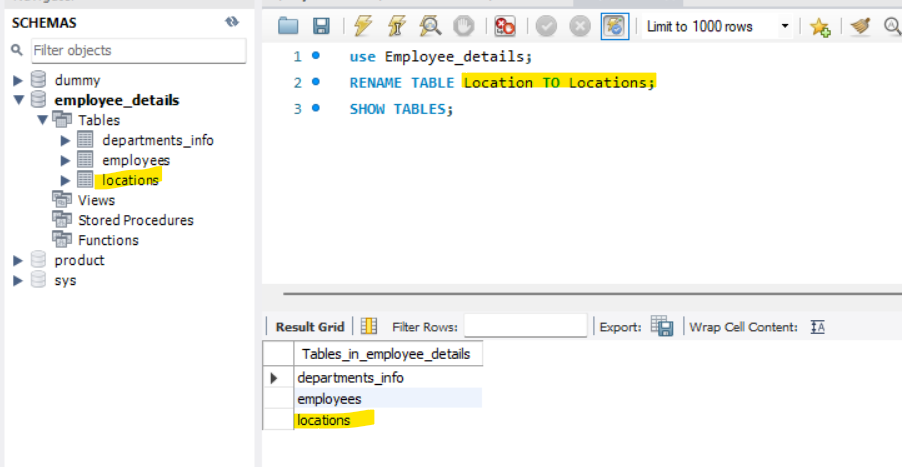 SCHEMAS
Filter objects
dummy
employee_details
Tables
departments_info
employees
locations
Views
Stored Procedures
Functions
product
sys
Limit to 1000 rows
1 use Employee_details;
2 RENAME TABLE Location TO Locations;
3 SHOW TABLES;
Result Grid Filter Rows: Export: Wrap Cell Content: IA
Tables_in_employee_details
departments_info
employees
locations